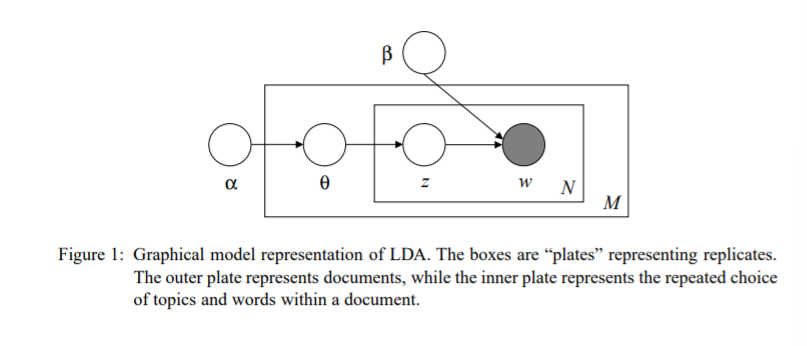 β
α
θ
z
w
N
M
Figure 1: Graphical model representation of LDA. The boxes are “plates” representing replicates.
The outer plate represents documents, while the inner plate represents the repeated choice
of topics and words within a document.